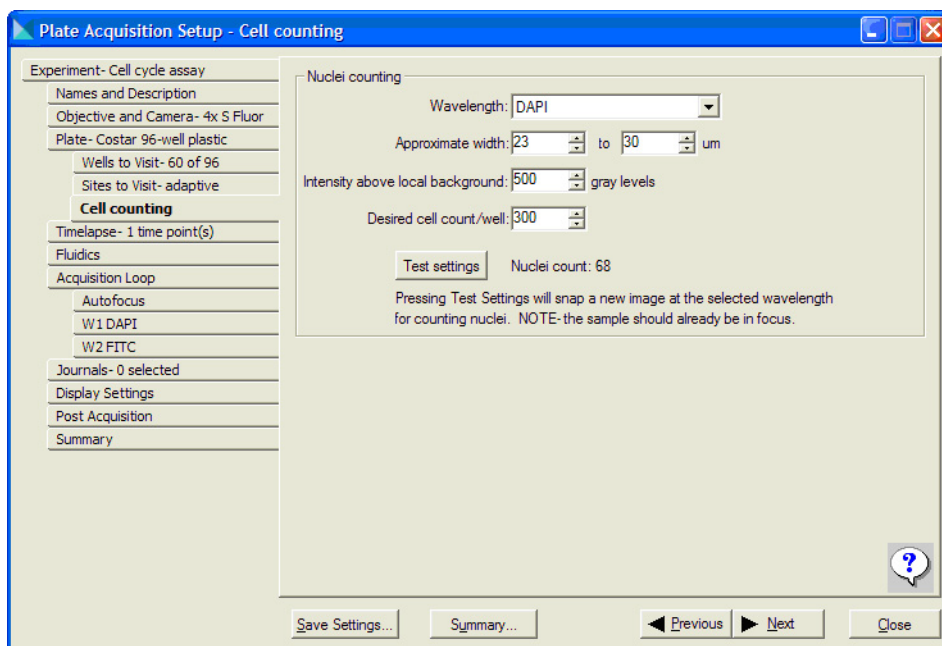 Plate Acquisition Setup - Cell counting
Experiment- Cell cycle assay
Names and Description
Objective and Camera- 4x S Fluor
Plate- Costar 96-well plastic
Wells to Visit- 60 of 96
Sites to Visit- adaptive
Cell counting
Timelapse- 1 time point(s)
Fluidics
Acquisition Loop
Autofocus
W1 DAPI
W2 FITC
Journals- 0 selected
Display Settings
Post Acquisition
Summary
Nuclei counting
Wavelength: DAPI
Approximate width: 23 to 30 um
Intensity above local background: 500 gray levels
Desired cell count/well: 300
Test settings Nuclei count: 68
Pressing Test Settings will snap a new image at the selected wavelength
for counting nuclei. NOTE- the sample should already be in focus.
?
Save Settings... Summary... Previous Next Close